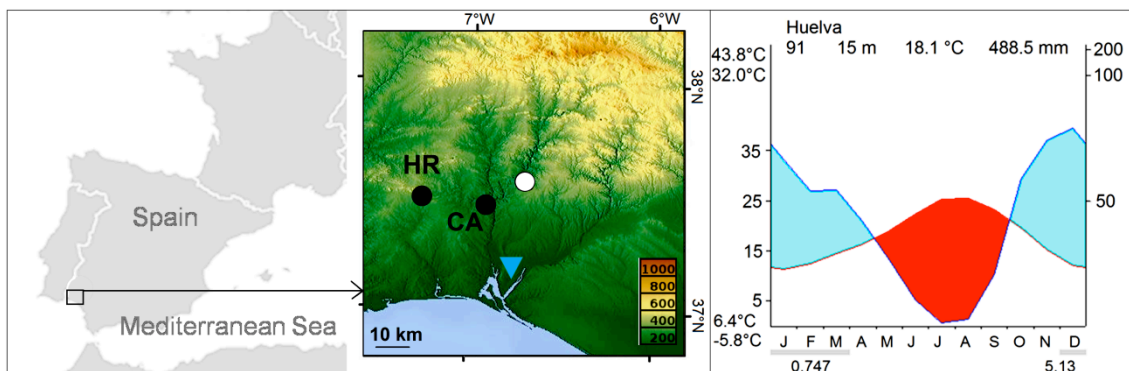 Spain
Mediterranean Sea
7°W
6°W
38°N
37°N
HR
CA
1000
800
600
400
200
10 km
Huelva
91 15 m 18.1 °C 488.5 mm
43.8°C
32.0°C
35
25
15
5
6.4°C
-5.8°C
200
100
50
J F M A M J J A S O N D
0.747 5.13